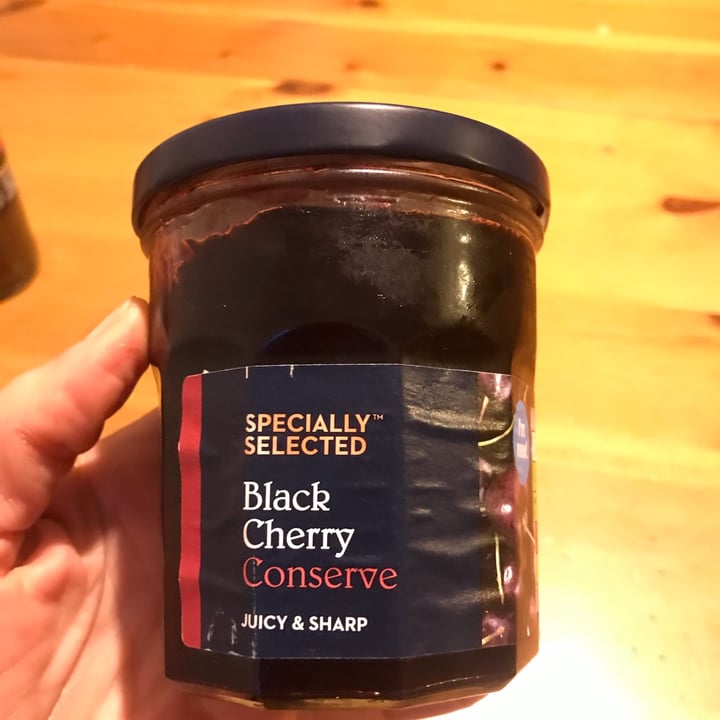 SPECIALLY™
SELECTED
Black
Cherry
Conserve
JUICY & SHARP
I'm